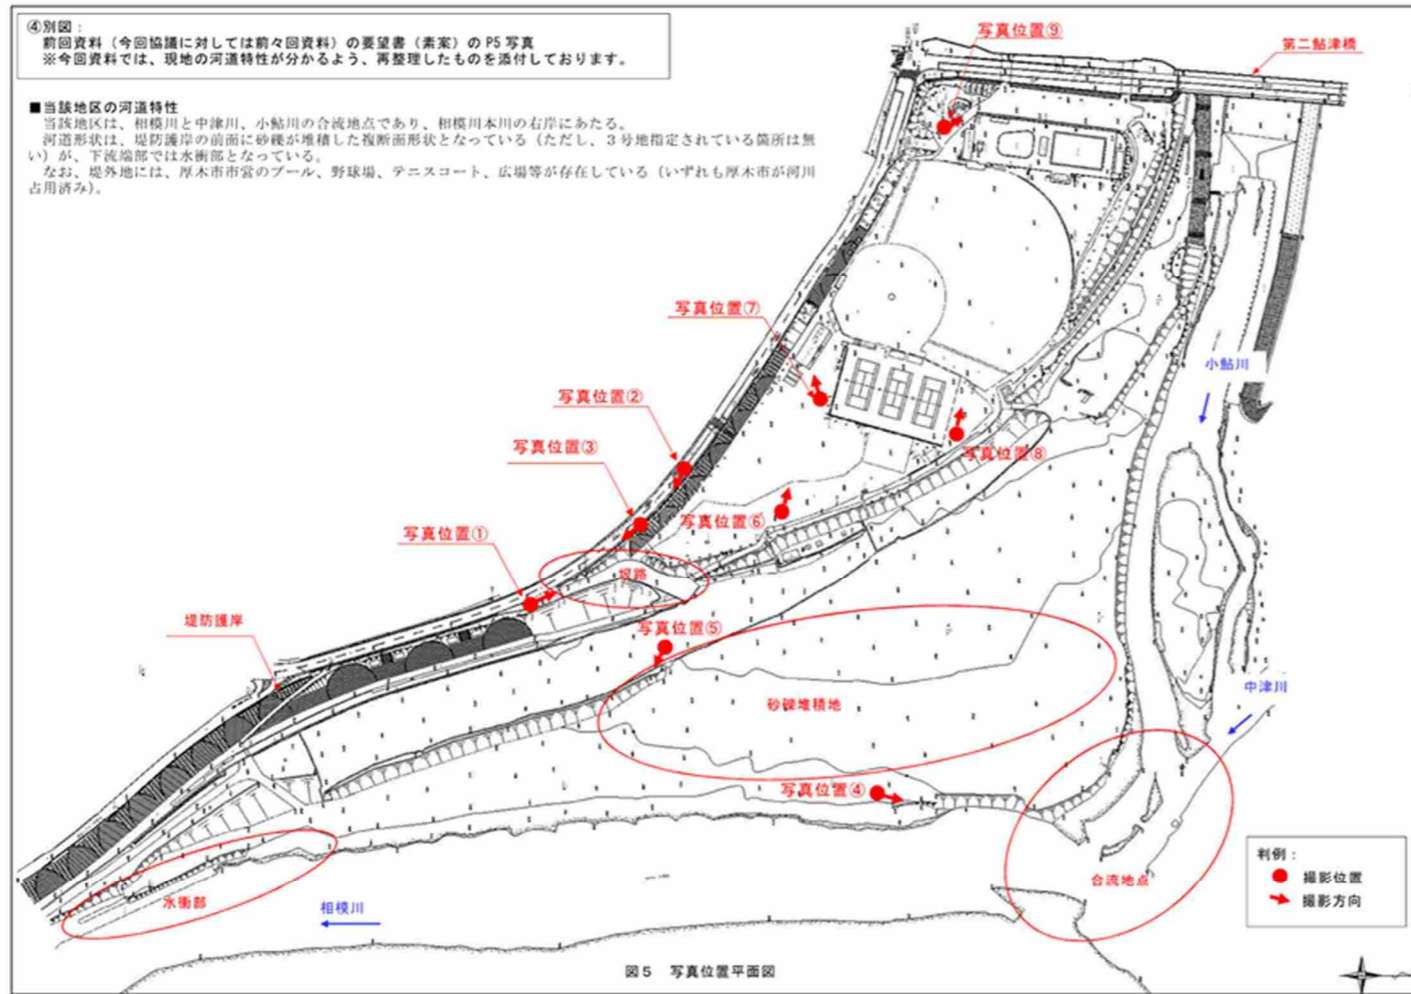 ④別図：
前回資料（今回協議に対しては前々回資料）の要望書（素案）の P5 写真
※今回資料では、現地の河道特性が分かるよう、再整理したものを添付しております。
■当該地区の河道特性
当該地区は、相模川と中津川、小鮎川の合流地点であり、相模川本川の右岸にあたる。
河道形状は、堤防護岸の前面に砂礫が堆積した複断面形状となっている（ただし、３号地指定されている箇所は無
い）が、下流端部では水衝部となっている。
なお、堤外地には、厚木市市営のプール、野球場、テニスコート、広場等が存在している（いずれも厚木市が河川
占用済み）。
写真位置⑨
第二鮎津橋
写真位置⑦
小鮎川
写真位置②
写真位置③
写真位置⑧
写真位置⑥
写真位置①
坂路
堤防護岸
写真位置⑤
中津川
砂礫堆積地
写真位置④
合流地点
水衝部
相模川
判例：
撮影位置
撮影方向
図５　写真位置平面図